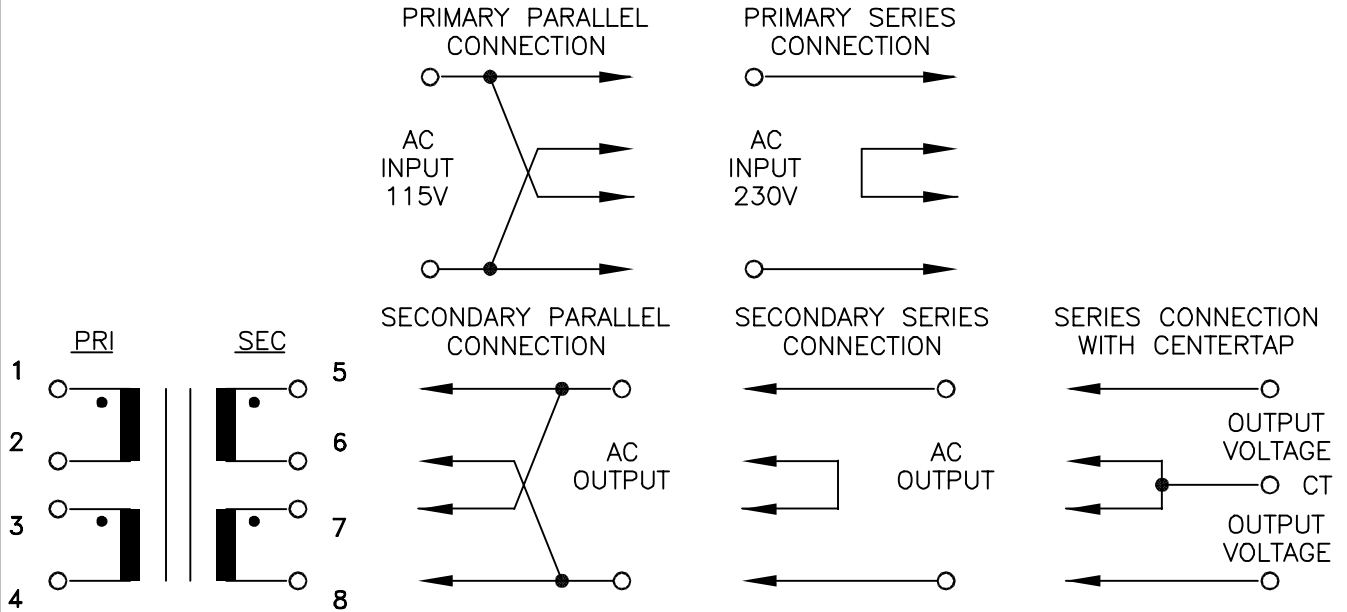 PRIMARY PARALLEL
CONNECTION
AC
INPUT
115V
PRIMARY SERIES
CONNECTION
AC
INPUT
230V
PRI
SEC
1
2
3
4
5
6
7
8
SECONDARY PARALLEL
CONNECTION
AC
OUTPUT
SECONDARY SERIES
CONNECTION
AC
OUTPUT
SERIES CONNECTION
WITH CENTERTAP
OUTPUT
VOLTAGE
CT
OUTPUT
VOLTAGE